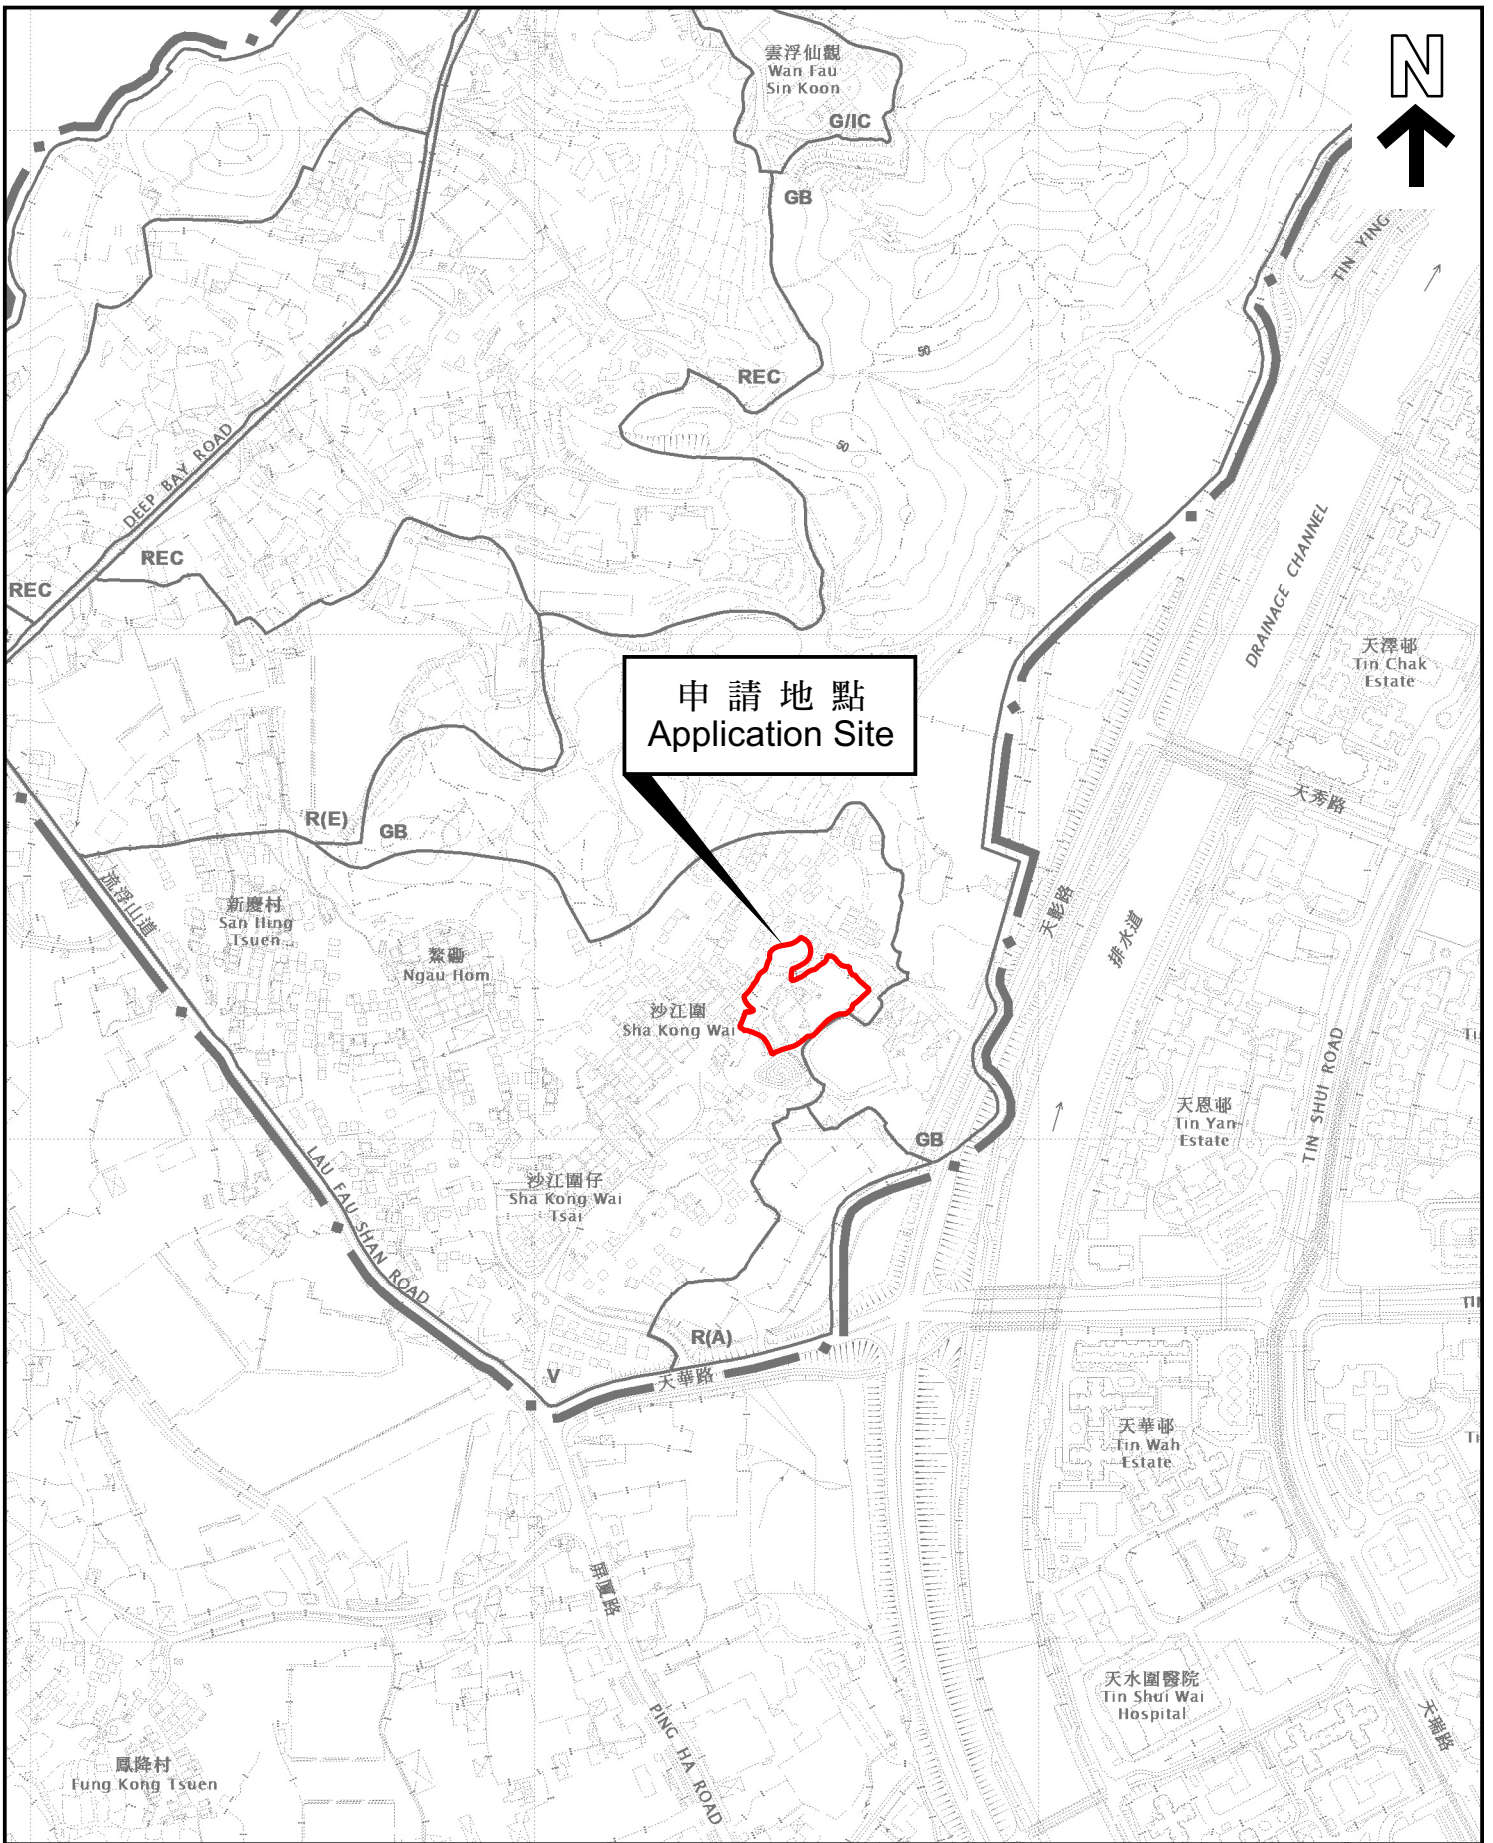 雲浮仙觀
Wan Fau
Sin Koon
G/IC
N
GB
TIN YING
50
REC
50
DEEP BAY ROAD
REC
REC
DRAINAGE CHANNEL
天澤邨
Tin Chak
Estate
申請地點
Application Site
天秀路
R(E)
GB
流浮山道
新慶村
San Hing
Tsuen
鰲磡
Ngau Hom
天影路
排水道
沙江圍
Sha Kong Wai
TIN SHUI ROAD
天恩邨
Tin Yan
Estate
GB
沙江圍仔
Sha Kong Wai
Tsai
LAU FAU SHAN ROAD
R(A)
V
天華路
天華邨
Tin Wah
Estate
屏廈路
PING HA ROAD
天水圍醫院
Tin Shui Wai
Hospital
天瑞路
鳳降村
Fung Kong Tsuen